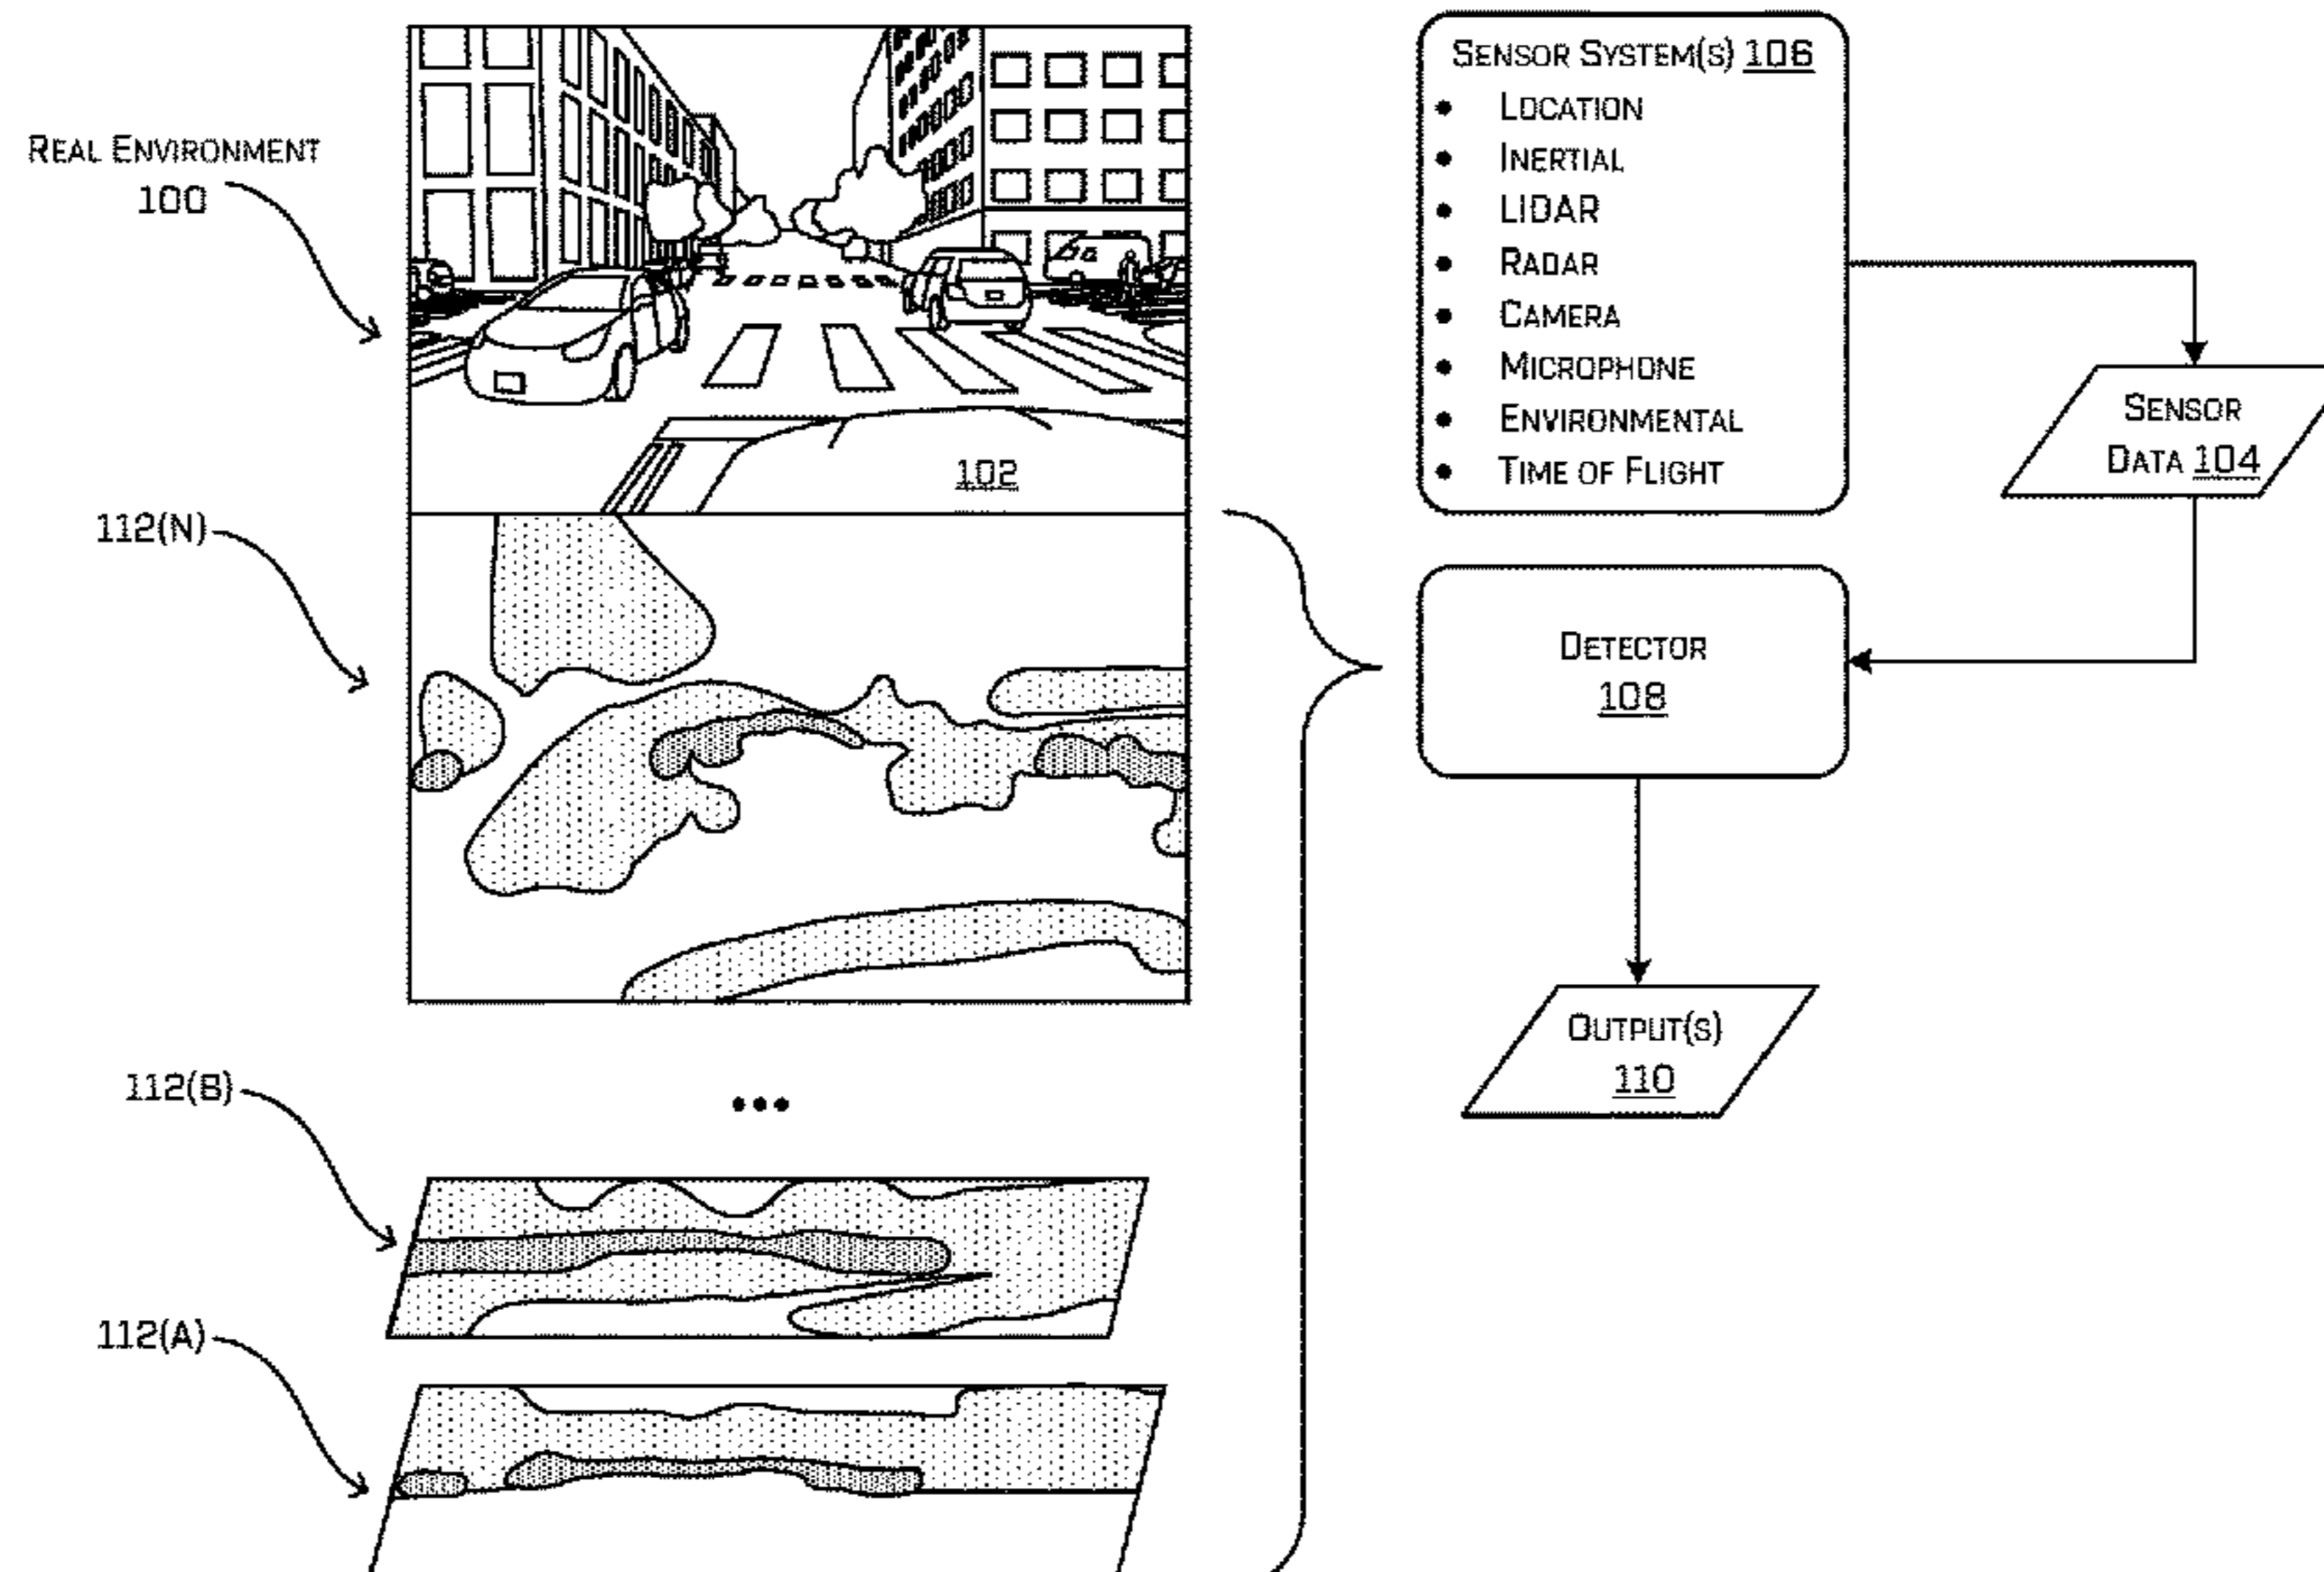 REAL ENVIRONMENT
100
102
112(N)
112(B)
112(A)
SENSOR SYSTEM(S) 106
• LOCATION
• INERTIAL
• LIDAR
• RADAR
• CAMERA
• MICROPHONE
• ENVIRONMENTAL
• TIME OF FLIGHT
SENSOR
DATA 104
DETECTOR
108
OUTPUT(S)
110